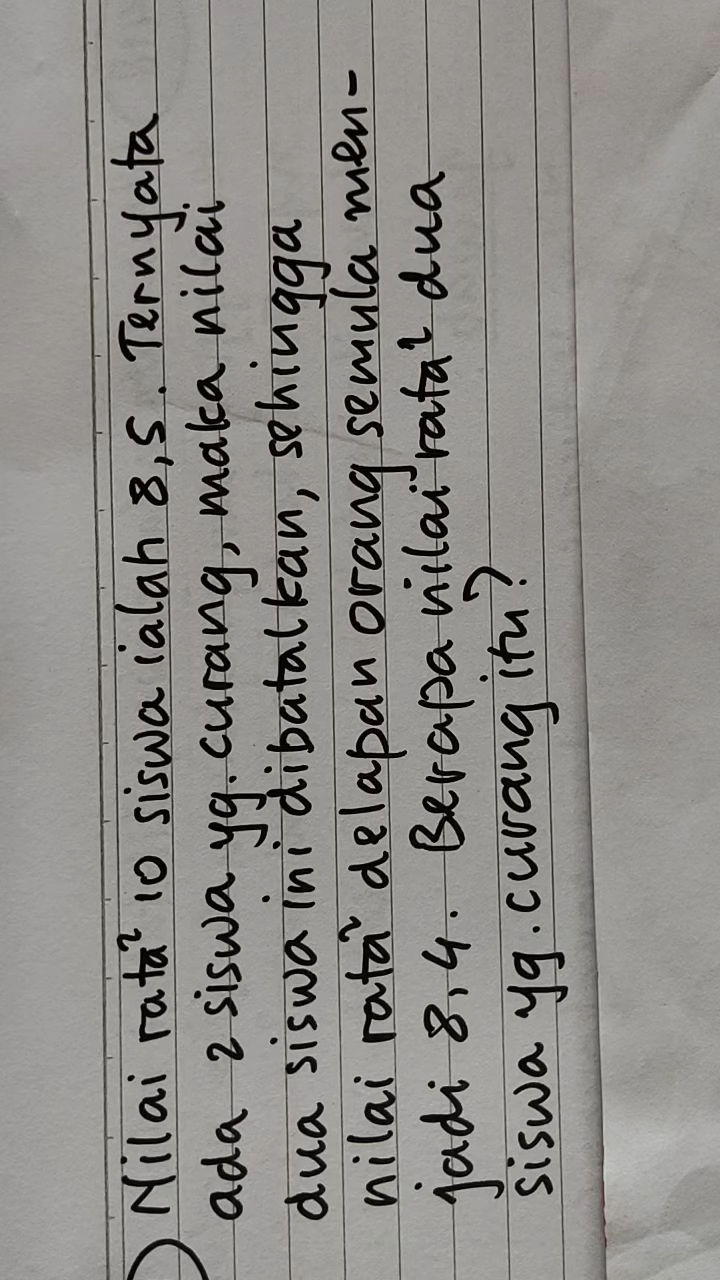 Nilai rata² 10 siswa ialah 8,5. Ternyata
ada 2 siswa yg. curang, maka nilai
dua siswa ini dibatalkan, sehingga
nilai rata² delapan orang semula men-
jadi 8,4. Berapa nilai rata² dua
siswa yg. curang itu?